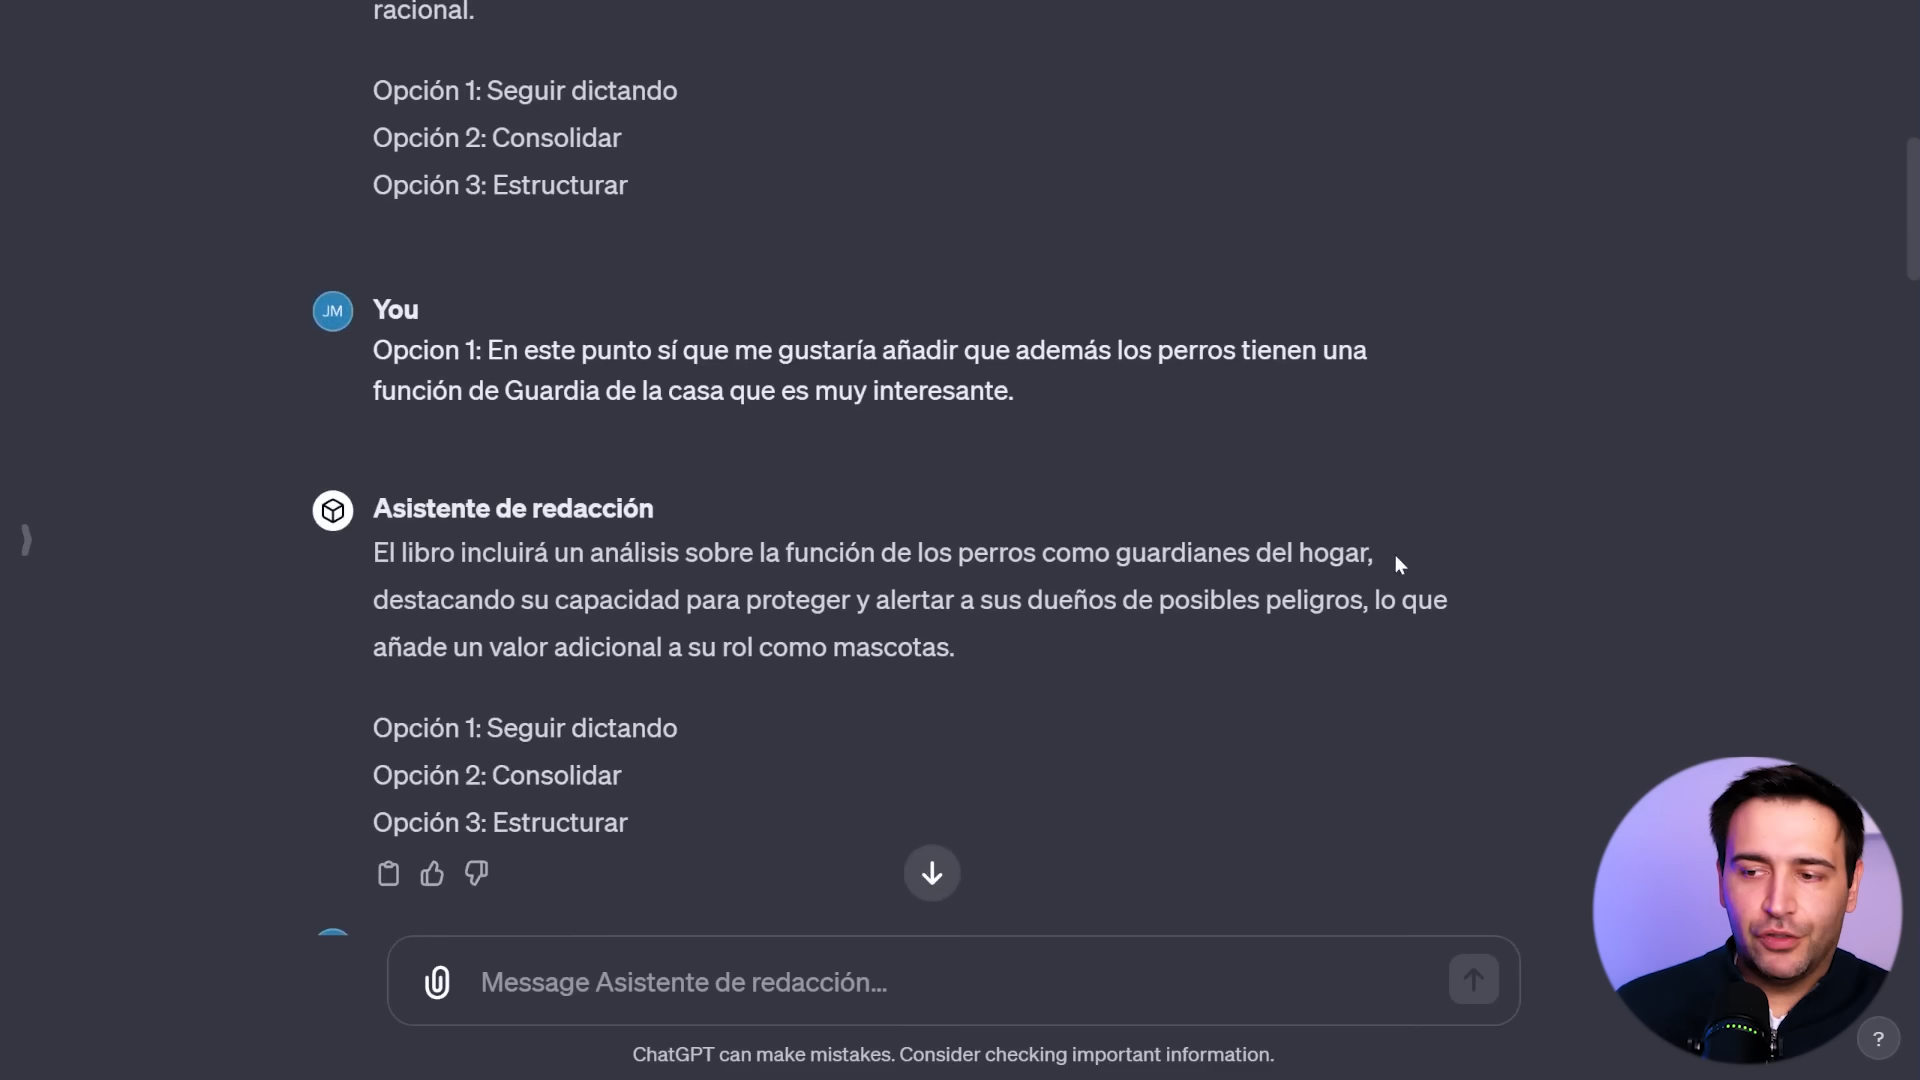 racional.
Opción 1: Seguir dictando
Opción 2: Consolidar
Opción 3: Estructurar
JM
You
Opcion 1: En este punto sí que me gustaría añadir que además los perros tienen una
función de Guardia de la casa que es muy interesante.
Asistente de redacción
El libro incluirá un análisis sobre la función de los perros como guardianes del hogar,
destacando su capacidad para proteger y alertar a sus dueños de posibles peligros, lo que
añade un valor adicional a su rol como mascotas.
Opción 1: Seguir dictando
Opción 2: Consolidar
Opción 3: Estructurar
Message Asistente de redacción...
ChatGPT can make mistakes. Consider checking important information.
?